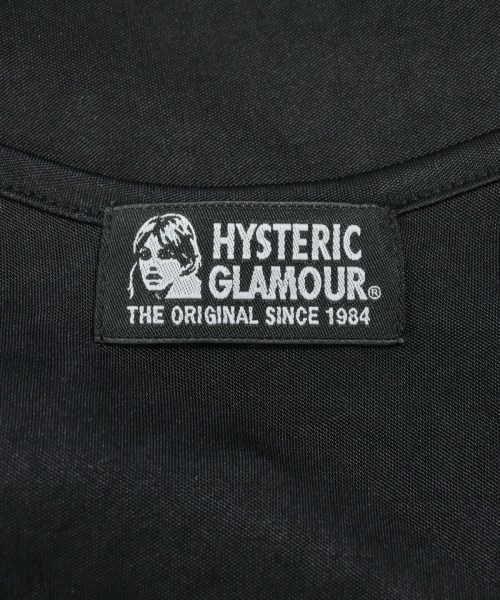 HYSTERIC
GLAMOUR®
THE ORIGINAL SINCE 1984